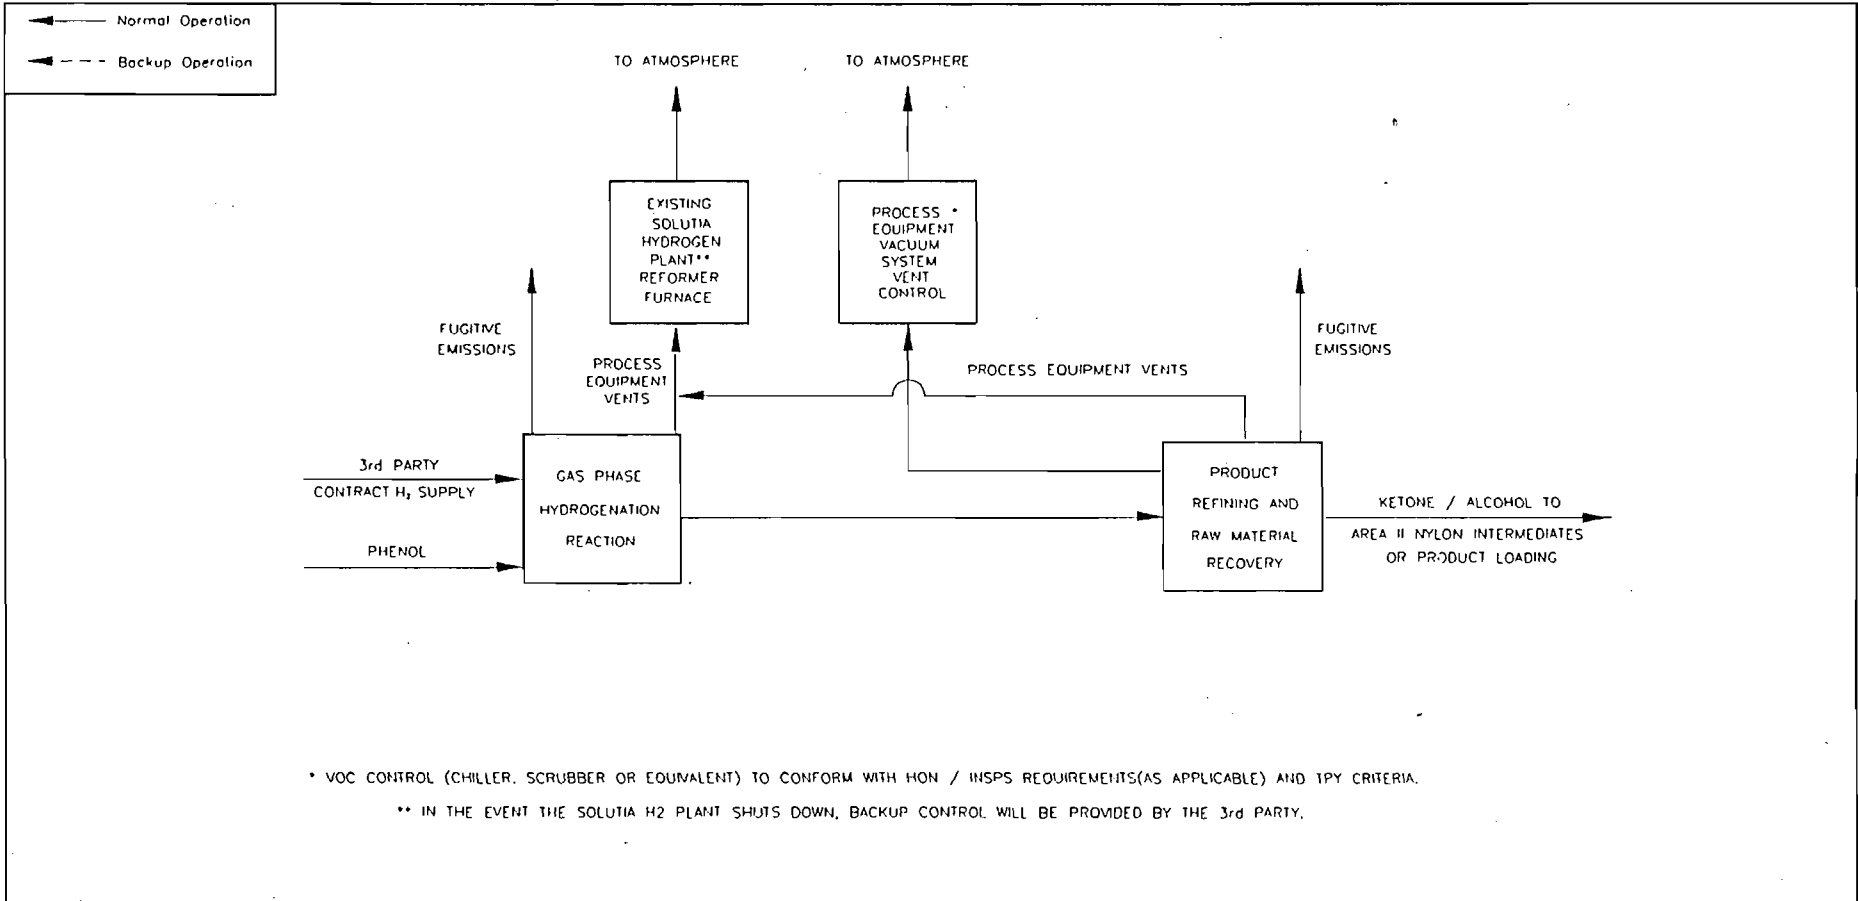 Normal Operation
Backup Operation
TO ATMOSPHERE
TO ATMOSPHERE
EXISTING
SOLUTIA
HYDROGEN
PLANT**
REFORMER
FURNACE
PROCESS *
EQUIPMENT
VACUUM
SYSTEM
VENT
CONTROL
FUGITIVE
EMISSIONS
PROCESS
EQUIPMENT
VENTS
PROCESS EQUIPMENT VENTS
FUGITIVE
EMISSIONS
3rd PARTY
CONTRACT H₂ SUPPLY
PHENOL
GAS PHASE
HYDROGENATION
REACTION
PRODUCT
REFINING AND
RAW MATERIAL
RECOVERY
KETONE / ALCOHOL TO
AREA II NYLON INTERMEDIATES
OR PRODUCT LOADING
* VOC CONTROL (CHILLER, SCRUBBER OR EQUIVALENT) TO CONFORM WITH HON / INSPS REQUIREMENTS(AS APPLICABLE) AND TPY CRITERIA.
** IN THE EVENT THE SOLUTIA H2 PLANT SHUTS DOWN, BACKUP CONTROL WILL BE PROVIDED BY THE 3rd PARTY.